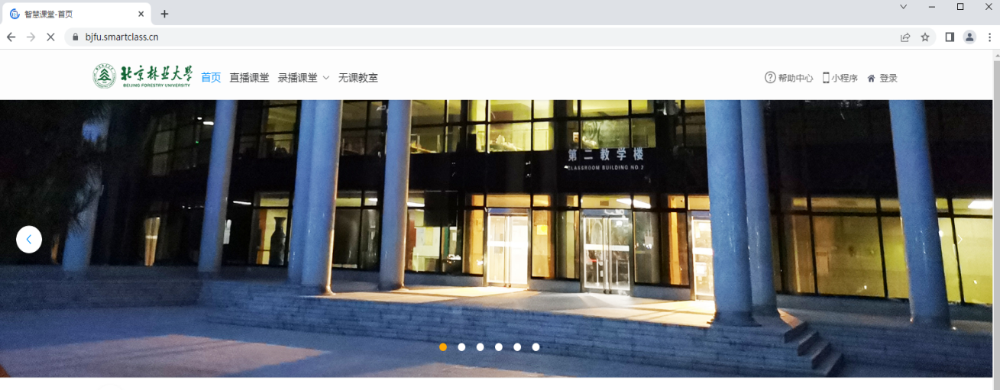 智慧课堂-首页
bjfu.smartclass.cn
北京林业大学
BEIJING FORESTRY UNIVERSITY
首页 直播课堂 录播课堂 无课教室
帮助中心 小程序 登录
第二教学楼
CLASSROOM BUILDING NO.2